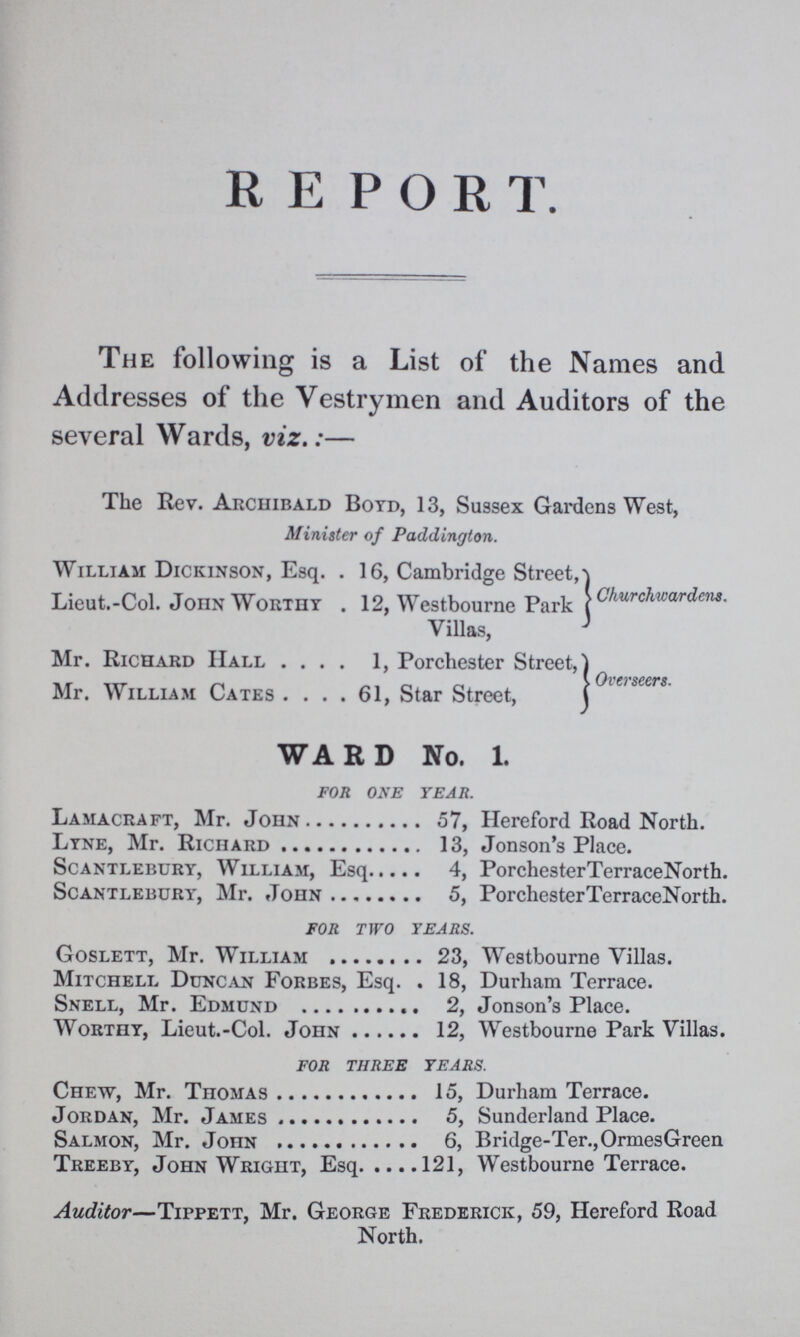 REPORT.
THE following is a List of the Names and
Addresses of the Vestrymen and Auditors of the
several Wards, viz.:—
The Rev. ARCHIBALD BOYD, 13, Sussex Gardens West,
Minister of Paddington.
WILLIAM DICKINSON, Esq. . 16, Cambridge Street,
Lieut.-Col. JOHN WORTHY . 12, Westbourne Park
Villas,
} Churchwardens.
Mr. RICHARD HALL . . . . 1, Porchester Street,
Mr. WILLIAM CATES . . . . 61, Star Street,
} Overseers.
WARD No. 1.
FOR ONE YEAR.
LAMACRAFT, Mr. JOHN .......... 57, Hereford Road North.
LYNE, Mr. RICHARD ............ 13, Jonson's Place.
SCANTLEBURY, WILLIAM, Esq..... 4, PorchesterTerraceNorth.
SCANTLEBURY, Mr. JOHN ........ 5, PorchesterTerraceNorth.
FOR TWO YEARS.
GOSLETT, Mr. WILLIAM ........ 23, Westbourne Villas.
MITCHELL DUNCAN FORBES, Esq. . 18, Durham Terrace.
SNELL, Mr. EDMUND .......... 2, Jonson's Place.
WORTHY, Lieut.-Col. JOHN ...... 12, Westbourne Park Villas.
FOR THREE YEARS.
CHEW, Mr. THOMAS ............ 15, Durham Terrace.
JORDAN, Mr. JAMES ............ 5, Sunderland Place.
SALMON, Mr. JOHN ............ 6, Bridge-Ter.,OrmesGreen
TREEBY, JOHN WRIGHT, Esq. ....121, Westbourne Terrace.
Auditor—TIPPETT, Mr. GEORGE FREDERICK, 59, Hereford Road
North.